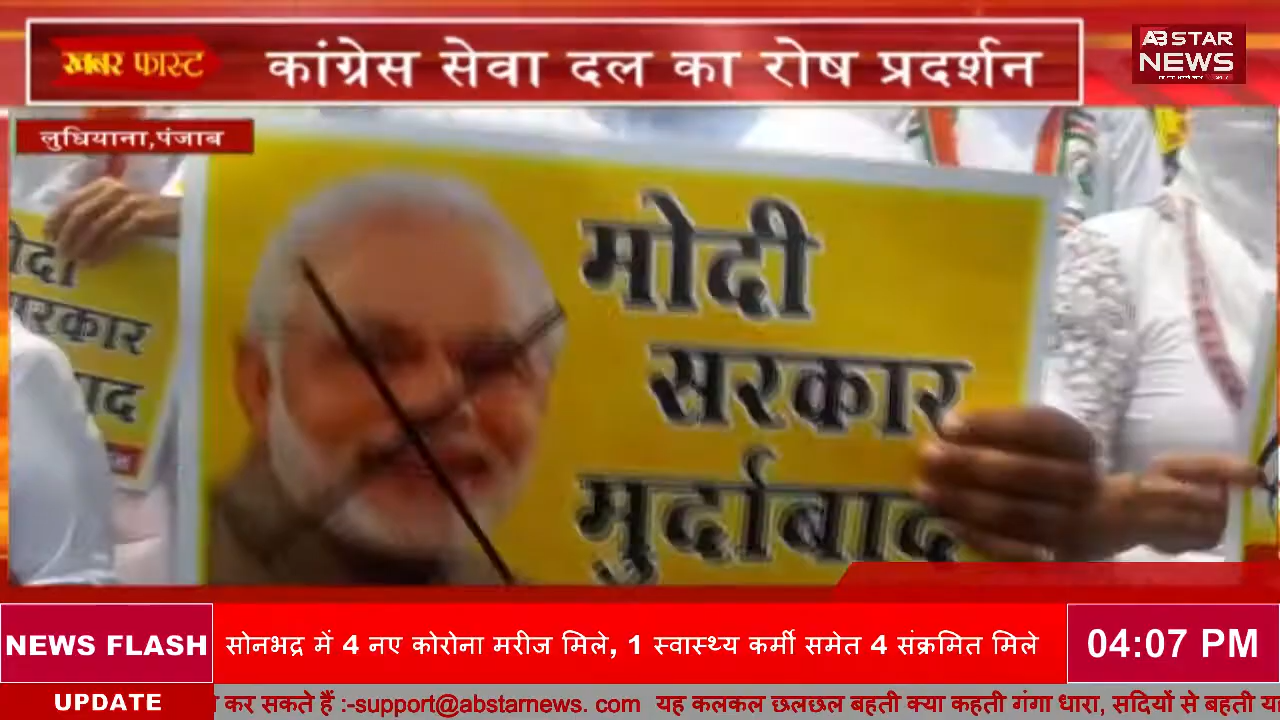 खबर फास्ट
कांग्रेस सेवा दल का रोष प्रदर्शन
AB STAR
NEWS
लुधियाना,पंजाब
मोदी
सरकार
मुर्दाबाद
सरकार
NEWS FLASH
सोनभद्र में 4 नए कोरोना मरीज मिले, 1 स्वास्थ्य कर्मी समेत 4 संक्रमित मिले
04:07 PM
UPDATE
कर सकते हैं :-support@abstarnews. com यह कलकल छलछल बहती क्या कहती गंगा धारा, सदियों से बहती